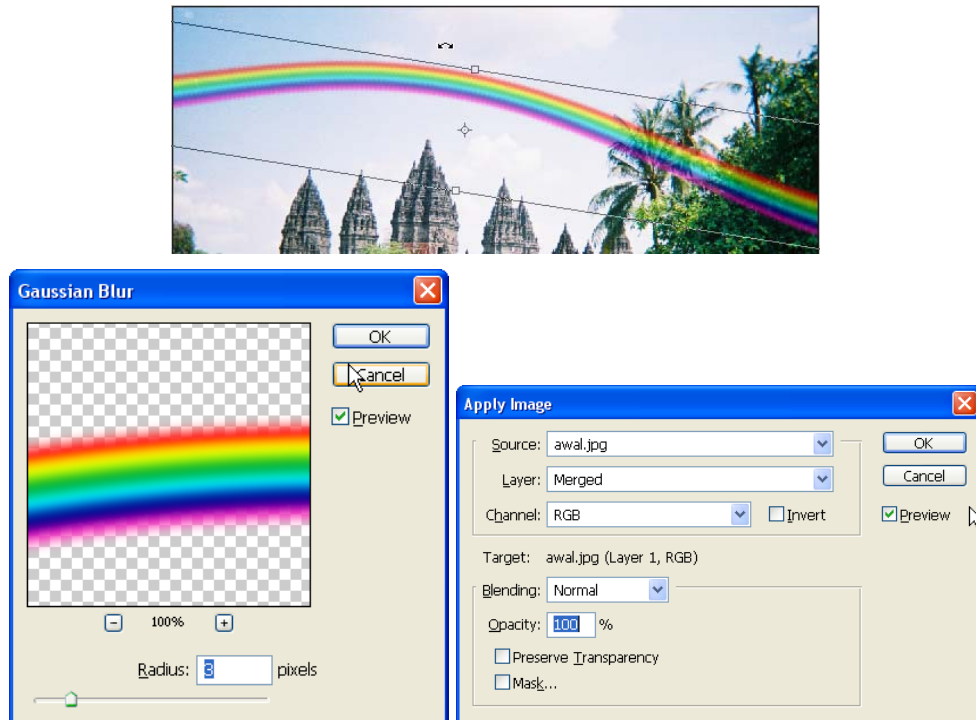 Gaussian Blur
OK
Cancel
Preview
100%
Radius: 3 pixels
Apply Image
Source: awal.jpg
OK
Layer: Merged
Cancel
Channel: RGB
Invert
Preview
Target: awal.jpg (Layer 1, RGB)
Blending: Normal
Opacity: 100 %
Preserve Transparency
Mask...